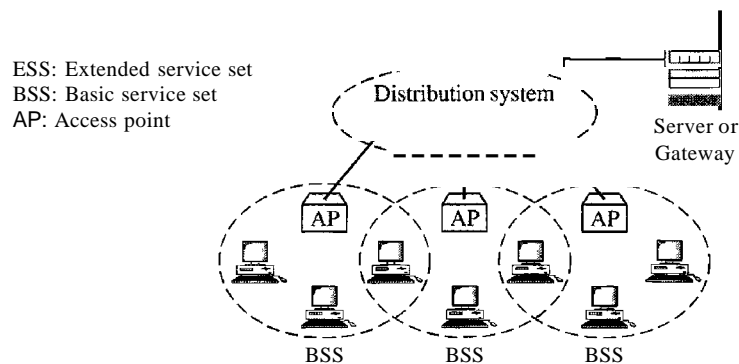 ESS: Extended service set
BSS: Basic service set
AP: Access point
Distribution system
Server or
Gateway
AP
AP
AP
BSS
BSS
BSS